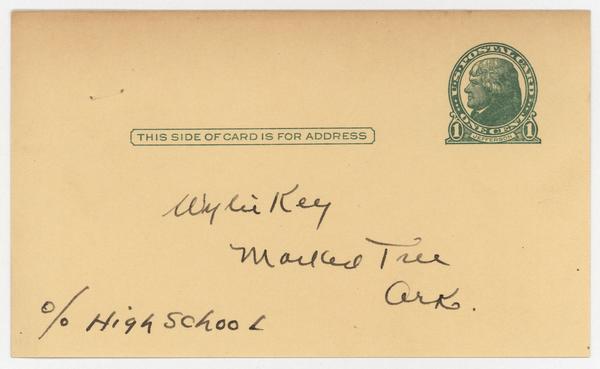 U.S. POSTAL CARD
1 ONE CENT 1
JEFFERSON
THIS SIDE OF CARD IS FOR ADDRESS
Wylie Key
Marked Tree
Ark.
% High School